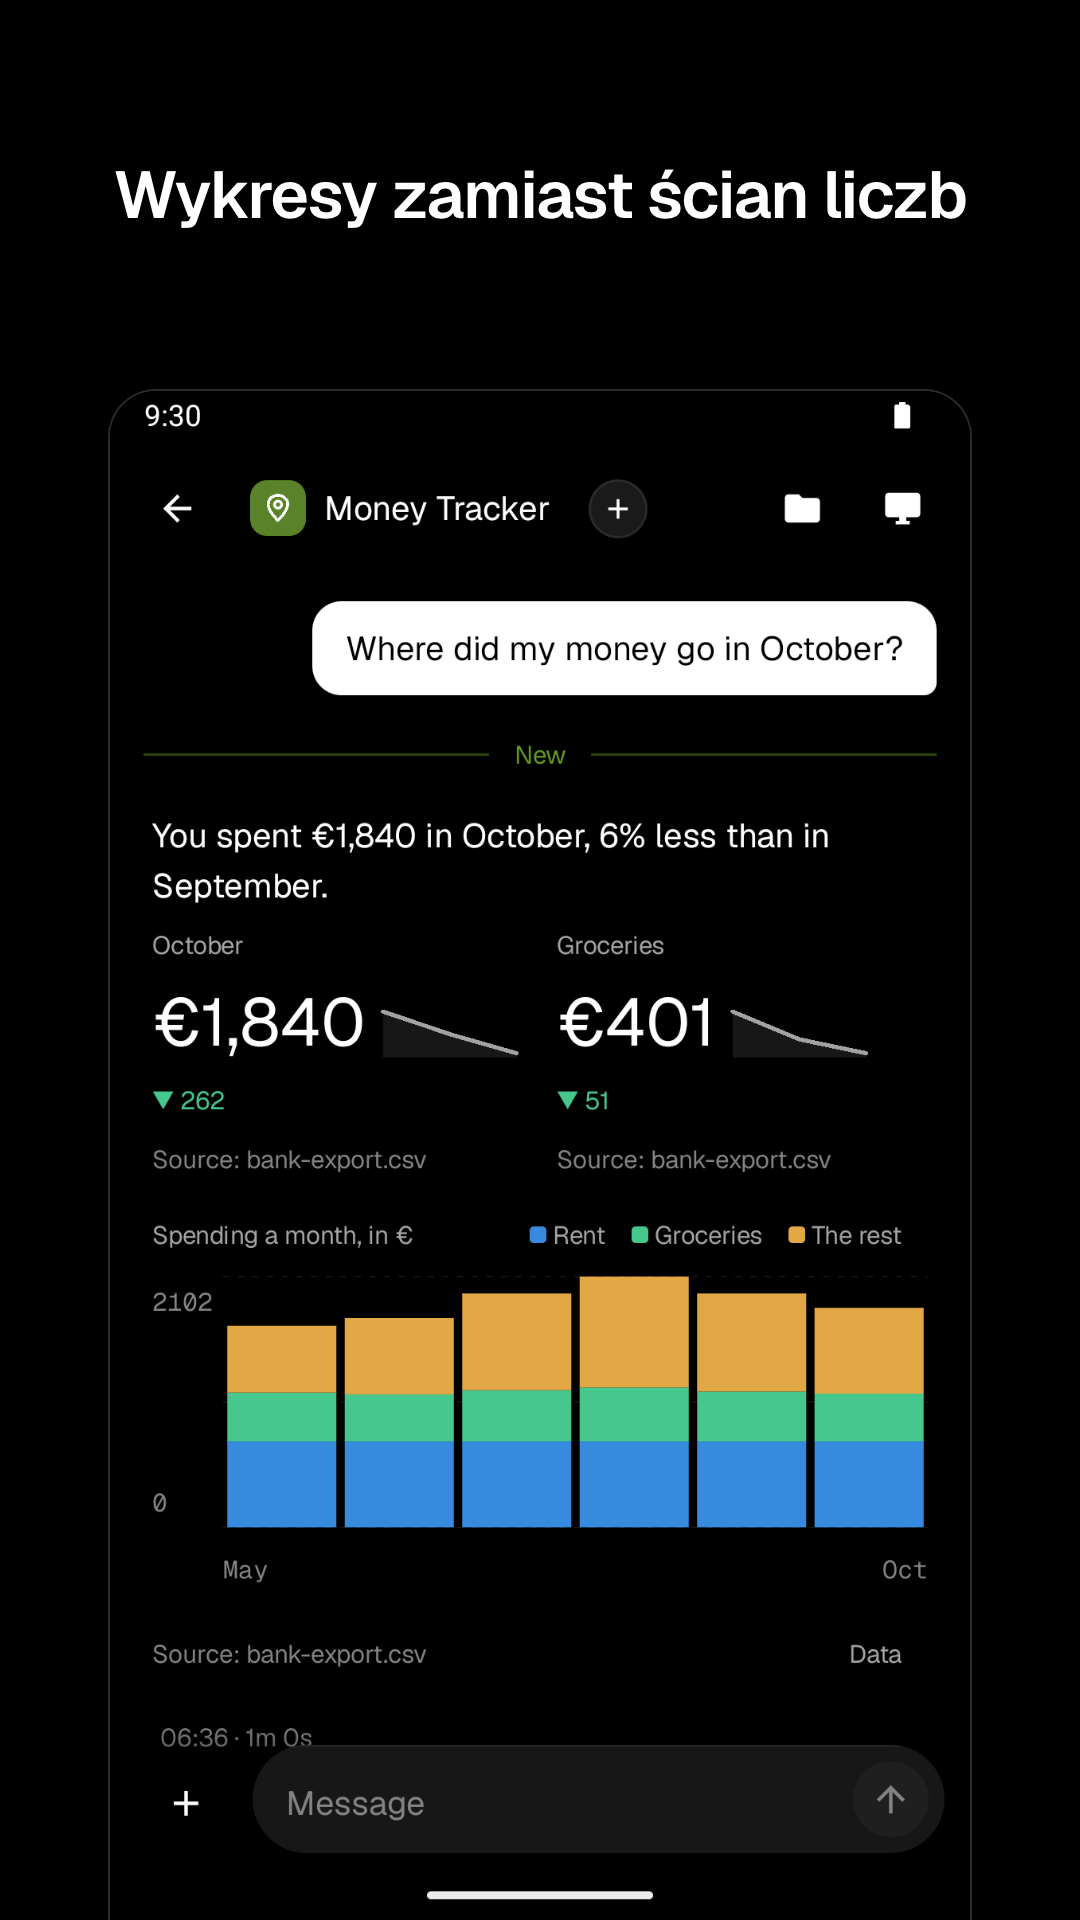 Wykresy zamiast ścian liczb
9:30
Money Tracker
Where did my money go in October?
New
You spent €1,840 in October, 6% less than in
September.
October
Groceries
€1,840
€401
▼ 262
▼ 51
Source: bank-export.csv
Source: bank-export.csv
Spending a month, in €
Rent
Groceries
The rest
2102
0
May
Oct
Source: bank-export.csv
Data
06:36 · 1m 0s
Message